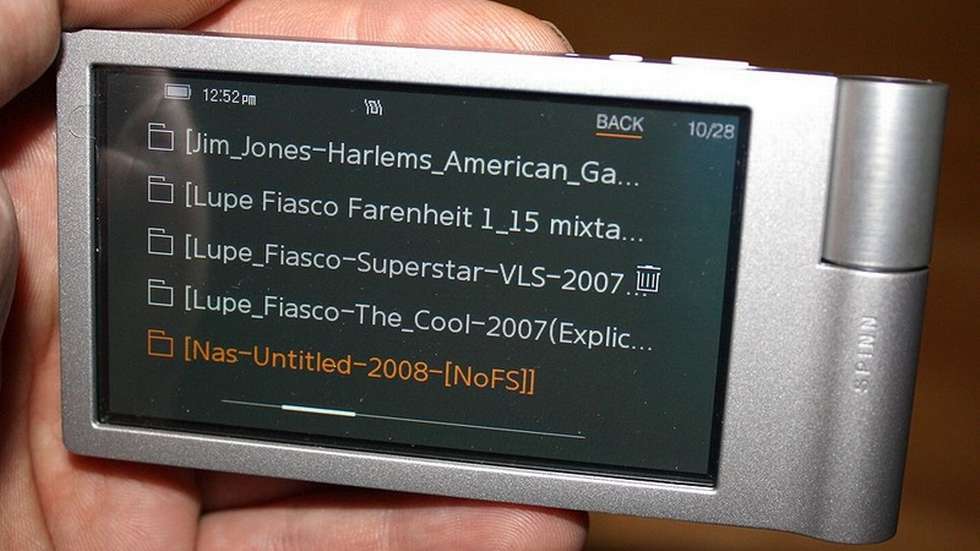 12:52pm
BACK 10/28
[Jim_Jones-Harlems_American_Ga...
[Lupe Fiasco Farenheit 1_15 mixta...
[Lupe_Fiasco-Superstar-VLS-2007...
[Lupe_Fiasco-The_Cool-2007(Explic...
[Nas-Untitled-2008-[NoFS]]
SPINN